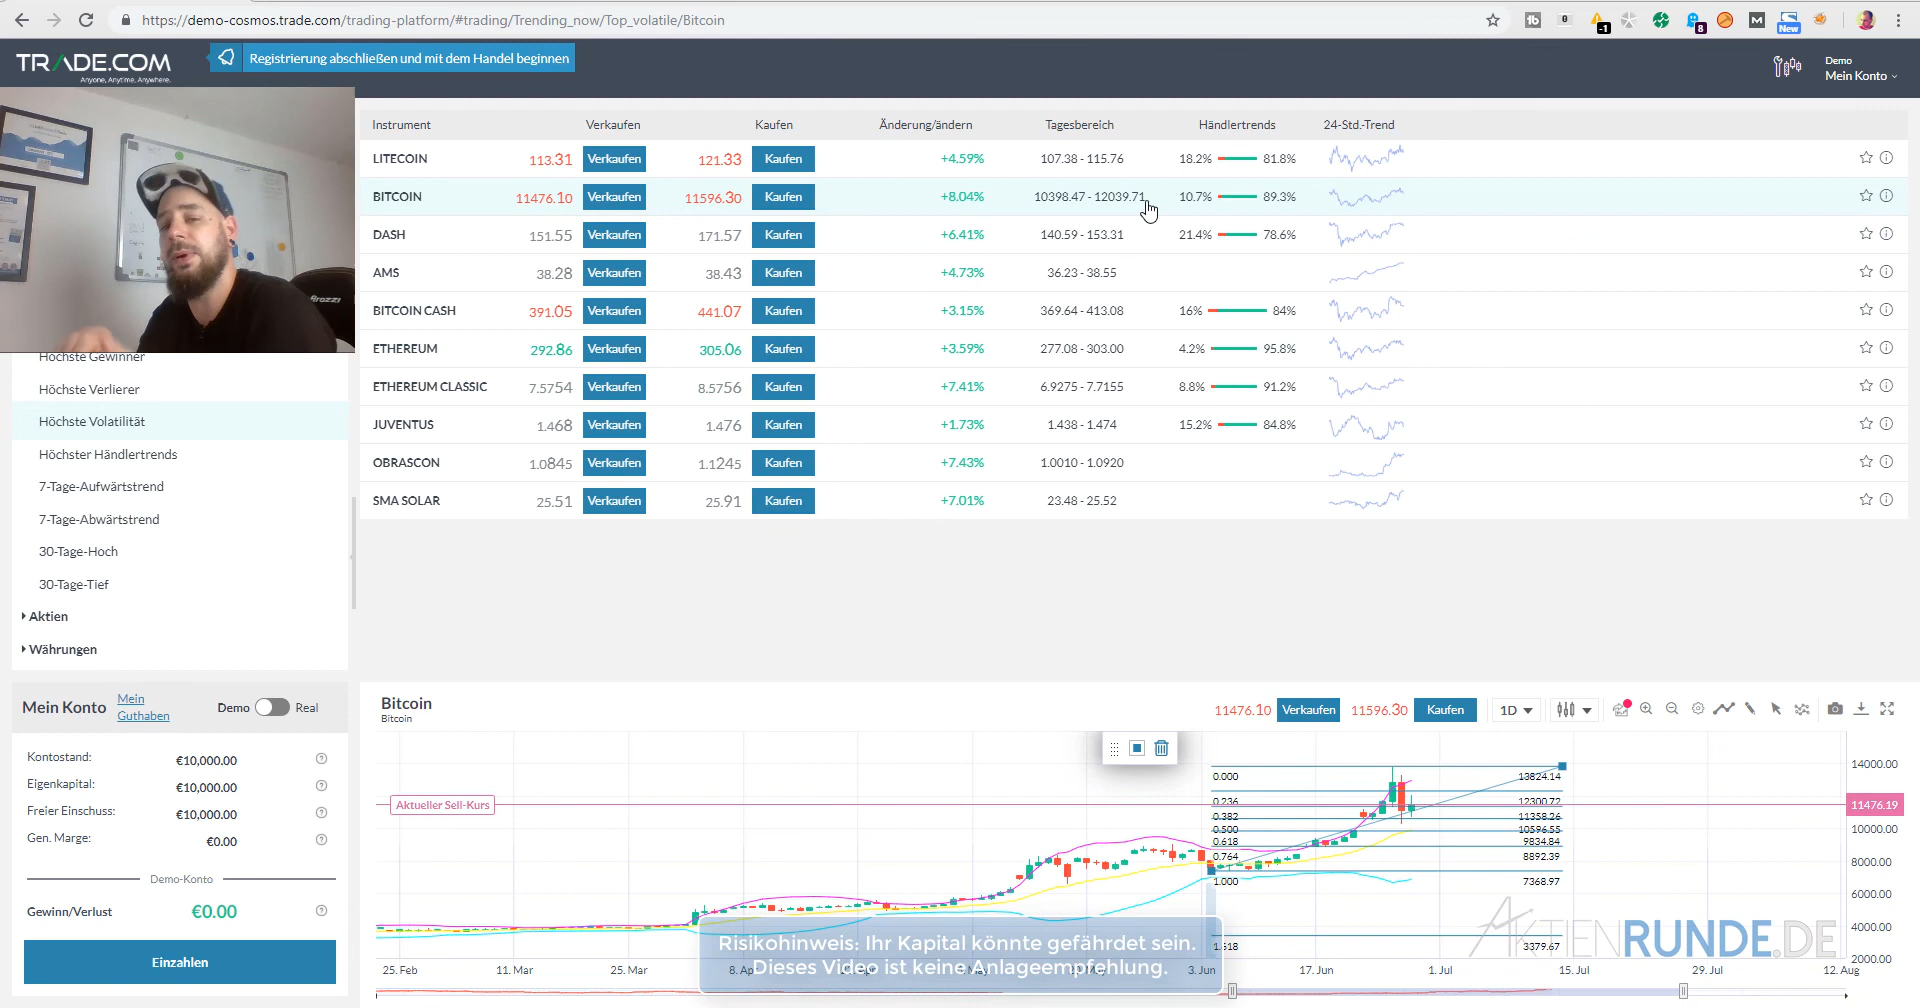 https://demo-cosmos.trade.com/trading-platform/#trading/Trending_now/Top_volatile/Bitcoin
TRADE.COM
Anyone, Anytime, Anywhere.
Registrierung abschließen und mit dem Handel beginnen
Demo
Mein Konto
Instrument Verkaufen Kaufen Änderung/ändern Tagesbereich Händlertrends 24-Std.-Trend
LITECOIN 113.31 Verkaufen 121.33 Kaufen +4.59% 107.38 - 115.76 18.2% 81.8%
BITCOIN 11476.10 Verkaufen 11596.30 Kaufen +8.04% 10398.47 - 12039.71 10.7% 89.3%
DASH 151.55 Verkaufen 171.57 Kaufen +6.41% 140.59 - 153.31 21.4% 78.6%
AMS 38.28 Verkaufen 38.43 Kaufen +4.73% 36.23 - 38.55
BITCOIN CASH 391.05 Verkaufen 441.07 Kaufen +3.15% 369.64 - 413.08 16% 84%
ETHEREUM 292.86 Verkaufen 305.06 Kaufen +3.59% 277.08 - 303.00 4.2% 95.8%
ETHEREUM CLASSIC 7.5754 Verkaufen 8.5756 Kaufen +7.41% 6.9275 - 7.7155 8.8% 91.2%
JUVENTUS 1.468 Verkaufen 1.476 Kaufen +1.73% 1.438 - 1.474 15.2% 84.8%
OBRASCON 1.0845 Verkaufen 1.1245 Kaufen +7.43% 1.0010 - 1.0920
SMA SOLAR 25.51 Verkaufen 25.91 Kaufen +7.01% 23.48 - 25.52
Höchste Gewinner
Höchste Verlierer
Höchste Volatilität
Höchster Händlertrends
7-Tage-Aufwärtstrend
7-Tage-Abwärtstrend
30-Tage-Hoch
30-Tage-Tief
Aktien
Währungen
Mein Konto Mein Guthaben Demo Real
Kontostand: €10,000.00
Eigenkapital: €10,000.00
Freier Einschuss: €10,000.00
Gen. Marge: €0.00
Demo-Konto
Gewinn/Verlust €0.00
Einzahlen
Bitcoin
Bitcoin
11476.10 Verkaufen 11596.30 Kaufen 1D
Aktueller Sell-Kurs
0.000 13824.14
0.236 12300.72
0.382 11358.26
0.500 10596.55
0.618 9834.84
0.764 8892.39
1.000 7368.97
3379.67
14000.00
11476.19
10000.00
8000.00
6000.00
4000.00
2000.00
25. Feb 11. Mar 25. Mar 8. Ap 3. Jun 17. Jun 1. Jul 15. Jul 29. Jul 12. Aug
Risikohinweis: Ihr Kapital könnte gefährdet sein.
Dieses Video ist keine Anlageempfehlung.
AKTIENRUNDE.DE
New
-1
8
0
M